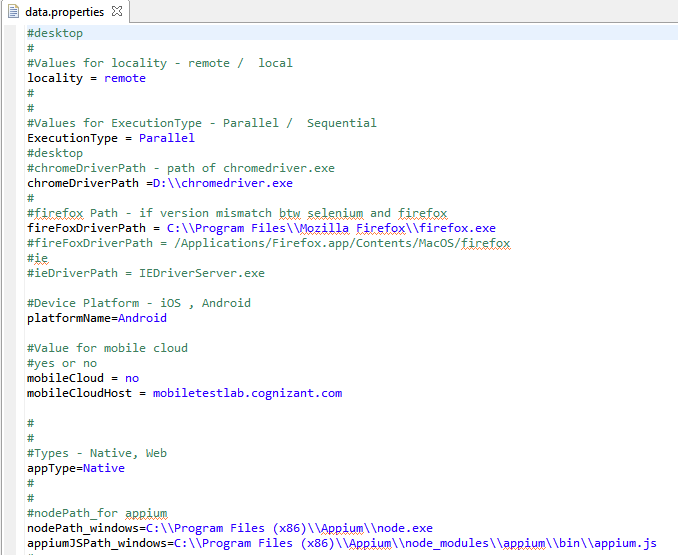 data.properties
#desktop
#
#Values for locality - remote /  local
locality = remote
#
#
#Values for ExecutionType - Parallel /  Sequential
ExecutionType = Parallel
#desktop
#chromeDriverPath - path of chromedriver.exe
chromeDriverPath =D:\\chromedriver.exe
#
#firefox Path - if version mismatch btw selenium and firefox
fireFoxDriverPath = C:\\Program Files\\Mozilla Firefox\\firefox.exe
#fireFoxDriverPath = /Applications/Firefox.app/Contents/MacOS/firefox
#ie
#ieDriverPath = IEDriverServer.exe
#Device Platform - iOS , Android
platformName=Android
#Value for mobile cloud
#yes or no
mobileCloud = no
mobileCloudHost = mobiletestlab.cognizant.com
#
#
#Types - Native, Web
appType=Native
#
#
#nodePath_for appium
nodePath_windows=C:\\Program Files (x86)\\Appium\\node.exe
appiumJSPath_windows=C:\\Program Files (x86)\\Appium\\node_modules\\appium\\bin\\appium.js